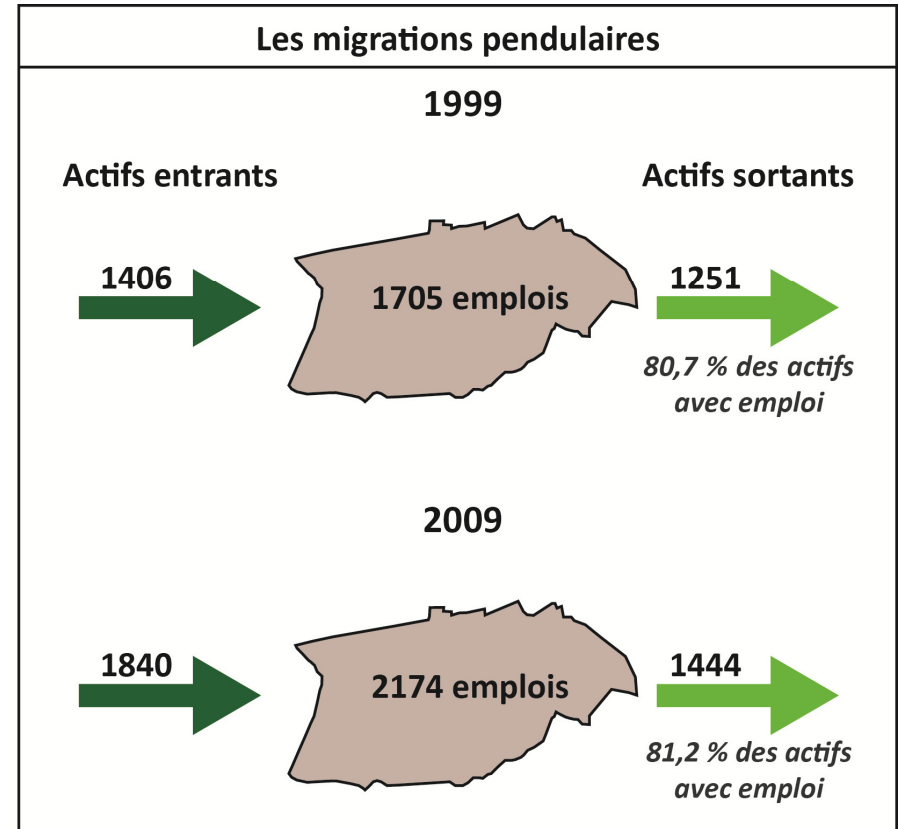 Les migrations pendulaires
1999
Actifs entrants
Actifs sortants
1406
1705 emplois
1251
80,7 % des actifs
avec emploi
2009
1840
2174 emplois
1444
81,2 % des actifs
avec emploi